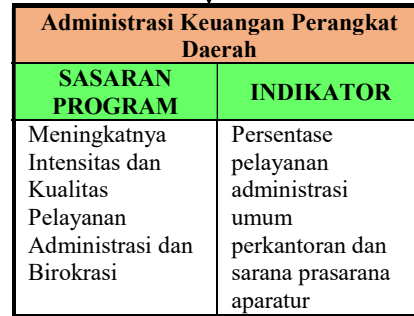 Administrasi Keuangan Perangkat
Daerah
SASARAN
PROGRAM
INDIKATOR
Meningkatnya
Intensitas dan
Kualitas
Pelayanan
Administrasi dan
Birokrasi
Persentase
pelayanan
administrasi
umum
perkantoran dan
sarana prasarana
aparatur